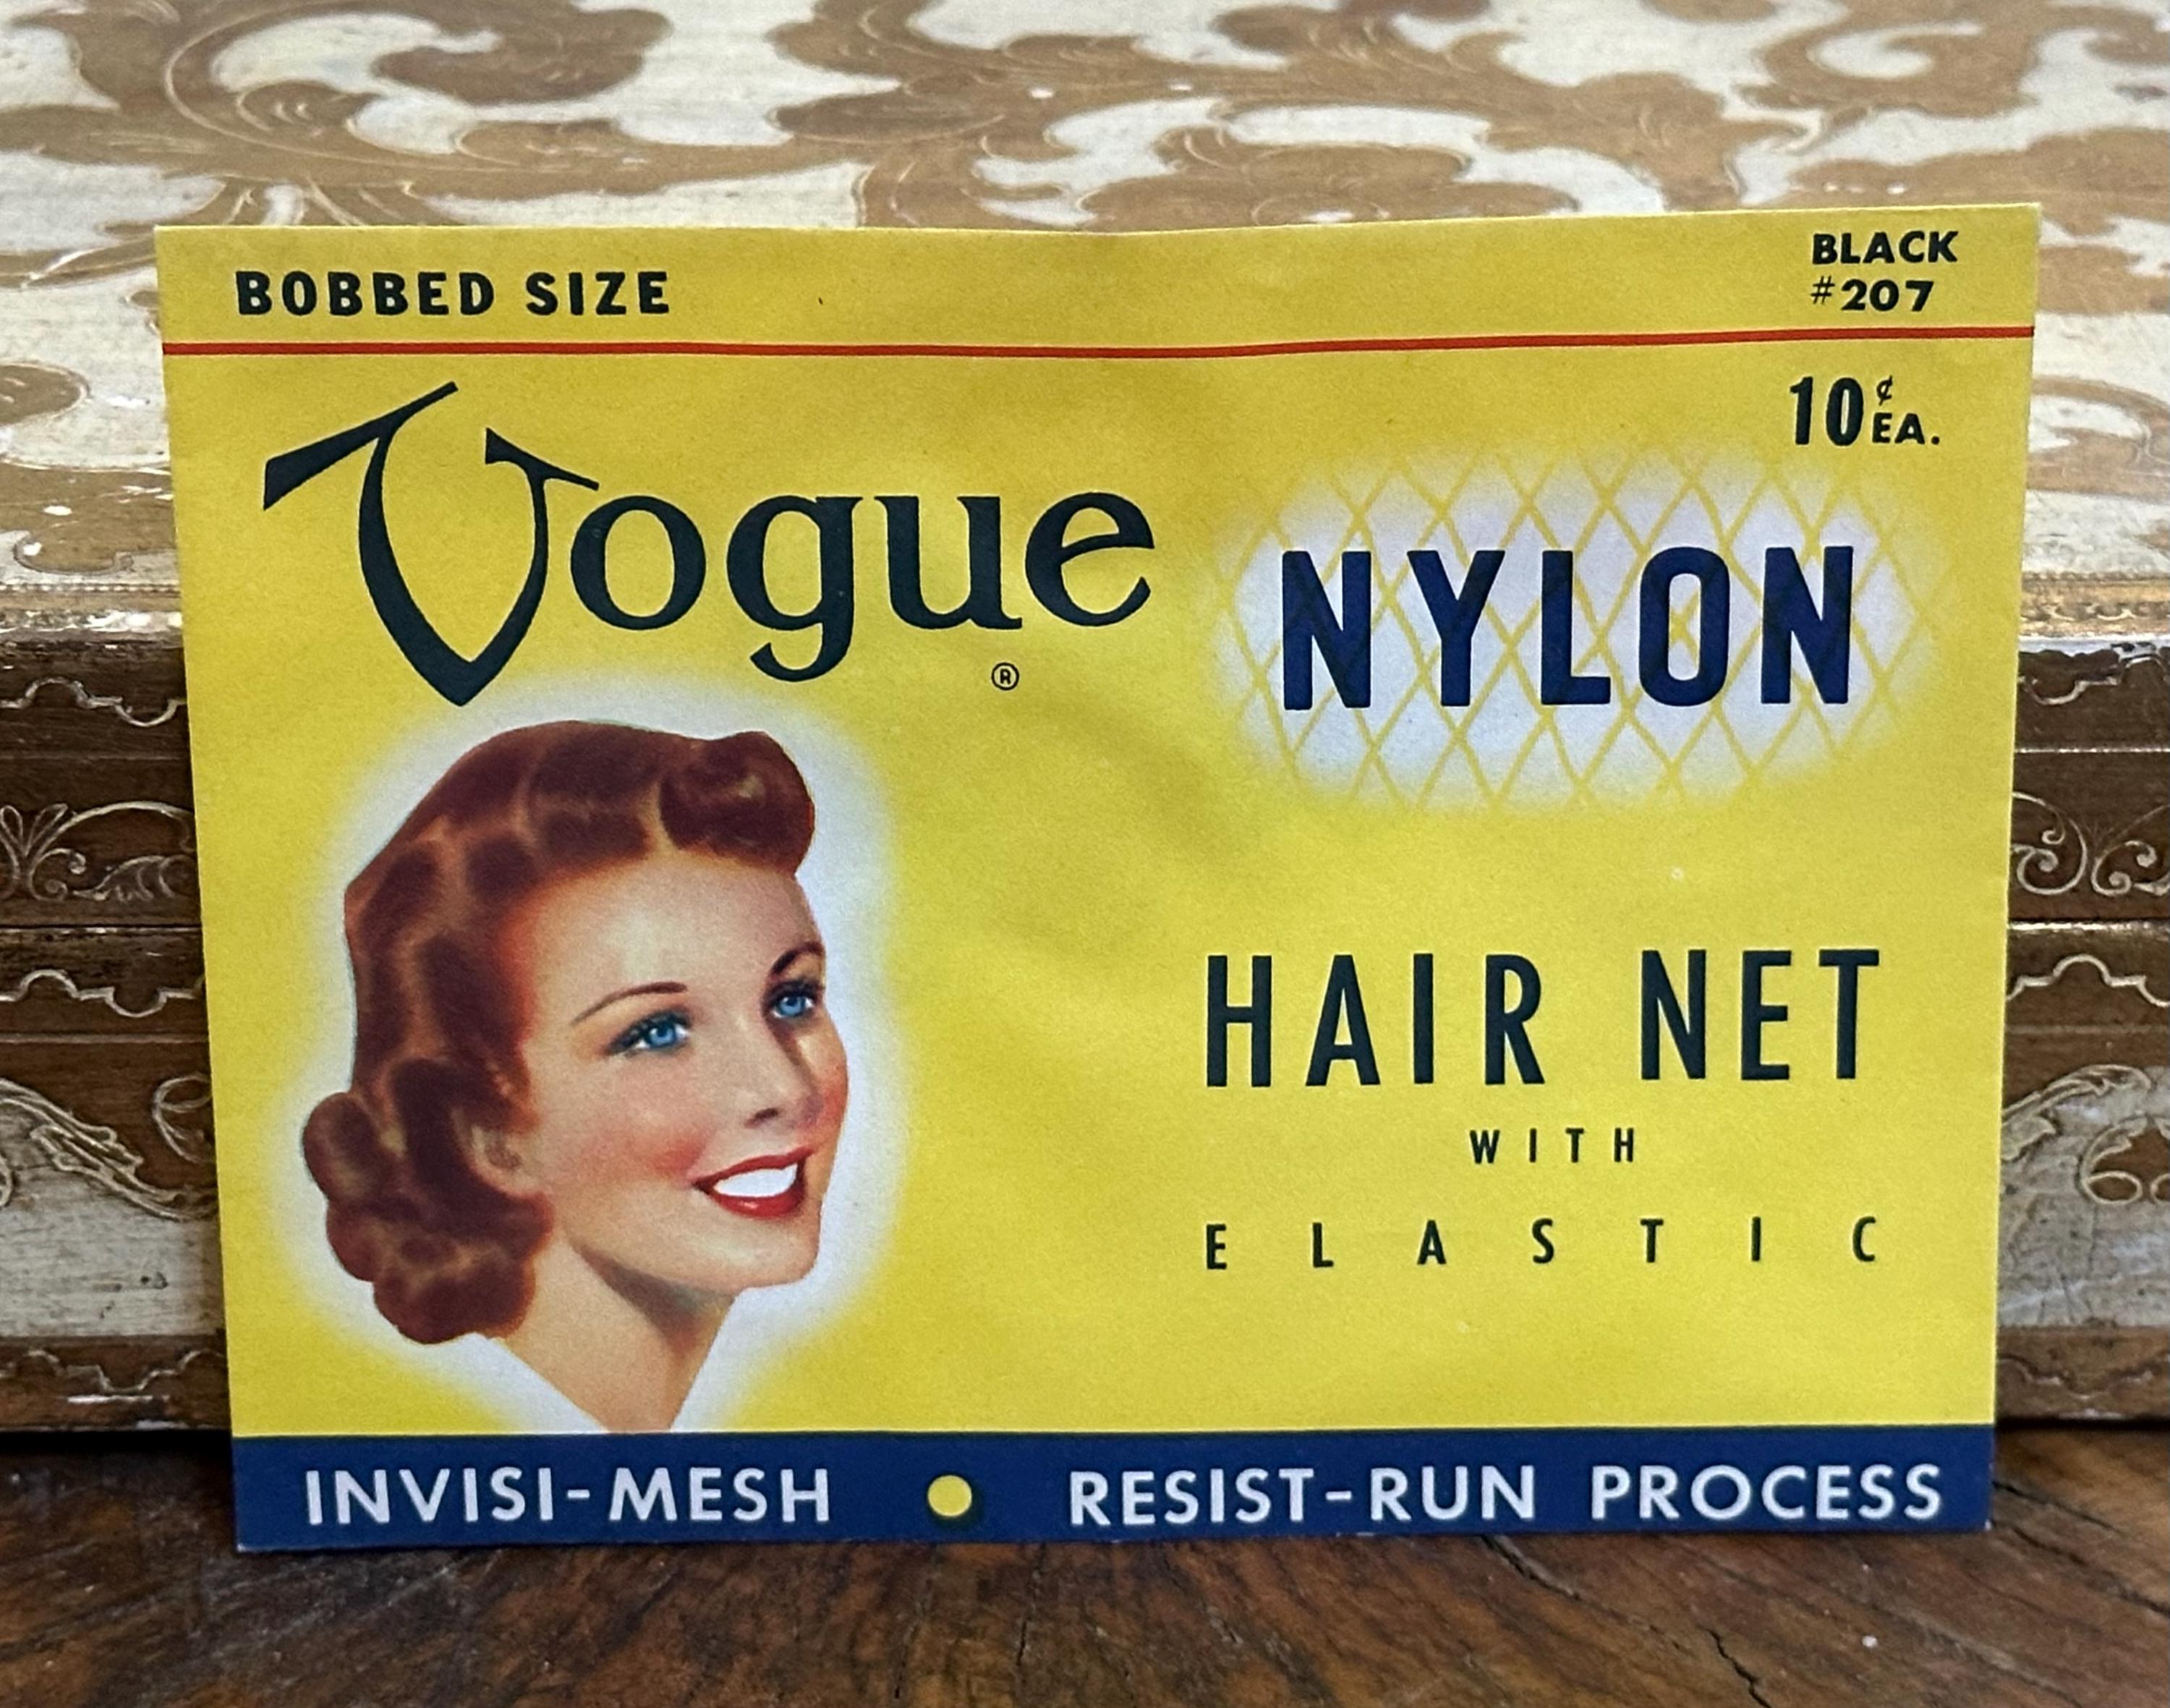 BOBBED SIZE
BLACK
#207
10¢ EA.
Vogue
®
NYLON
HAIR NET
WITH
ELASTIC
INVISI-MESH • RESIST-RUN PROCESS